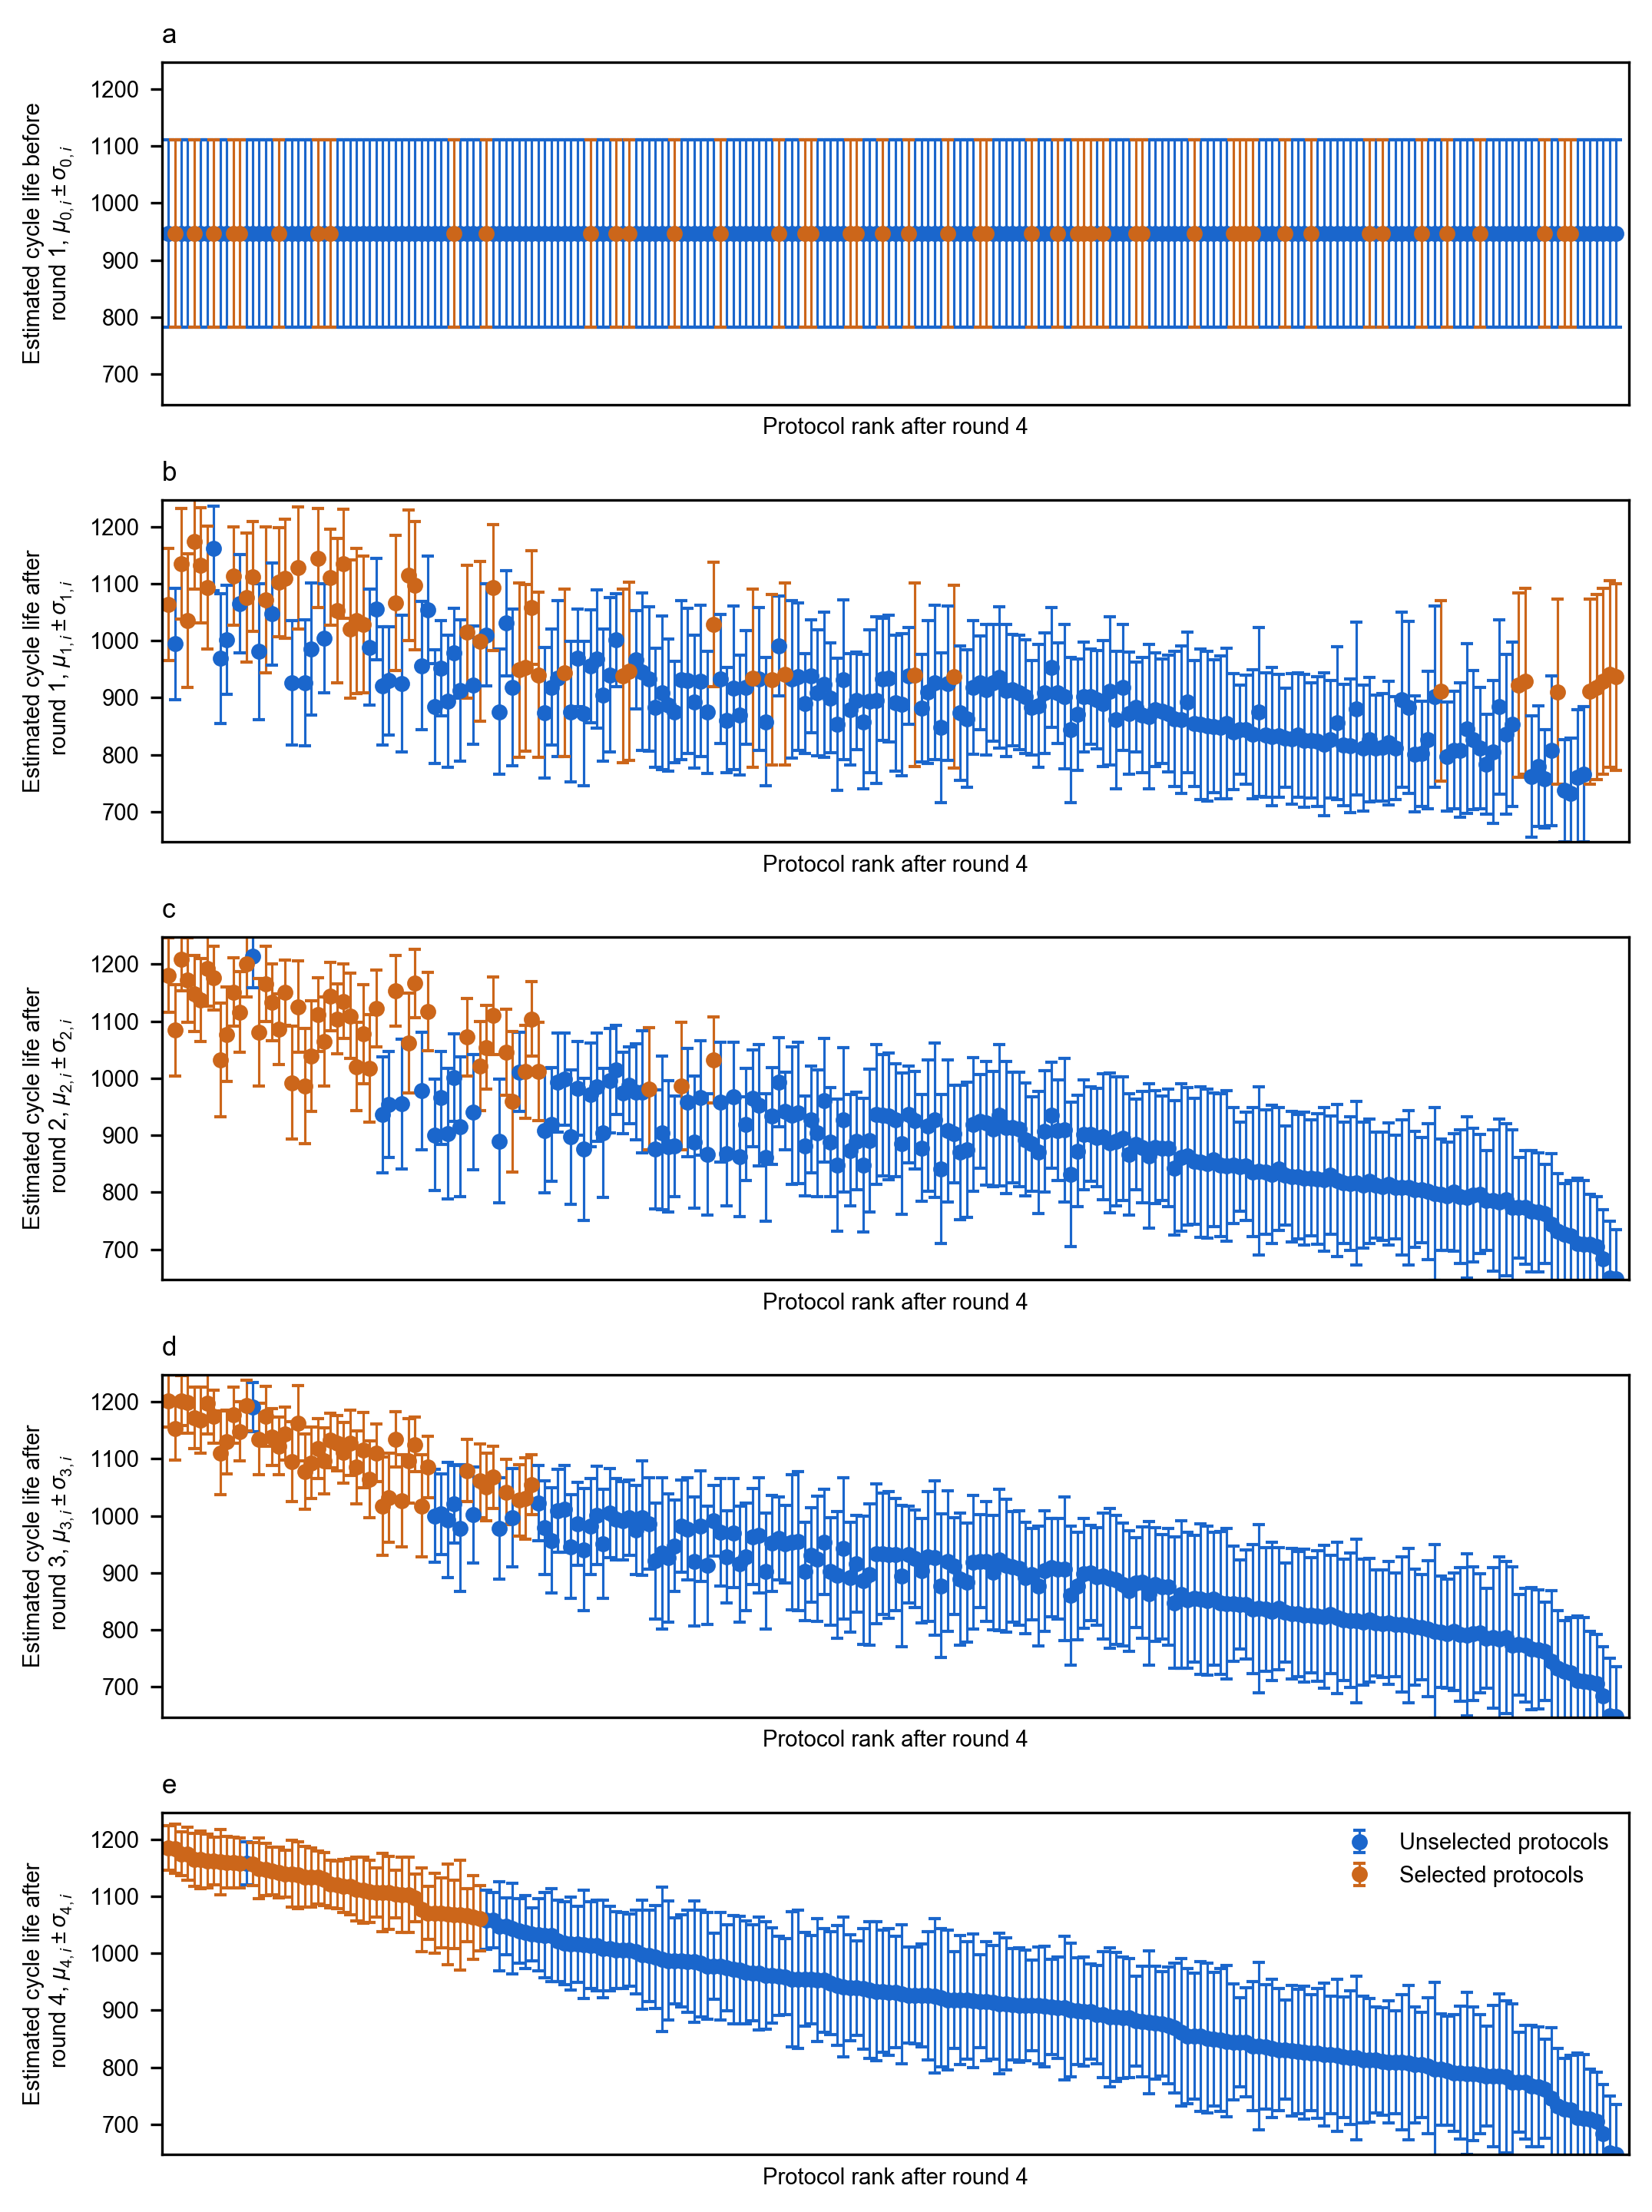 a
Estimated cycle life before
round 1, μ0,i ± σ0,i
1200
1100
1000
900
800
700
Protocol rank after round 4
b
Estimated cycle life after
round 1, μ1,i ± σ1,i
1200
1100
1000
900
800
700
Protocol rank after round 4
c
Estimated cycle life after
round 2, μ2,i ± σ2,i
1200
1100
1000
900
800
700
Protocol rank after round 4
d
Estimated cycle life after
round 3, μ3,i ± σ3,i
1200
1100
1000
900
800
700
Protocol rank after round 4
e
Estimated cycle life after
round 4, μ4,i ± σ4,i
1200
1100
1000
900
800
700
Unselected protocols
Selected protocols
Protocol rank after round 4